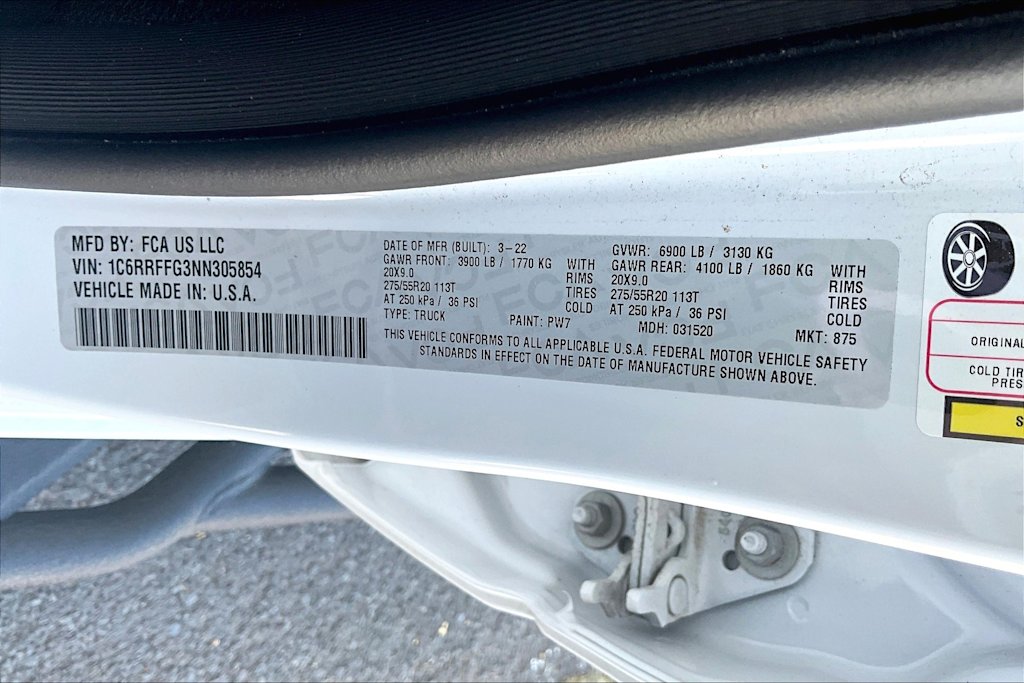 MFD BY: FCA US LLC
VIN: 1C6RRFFG3NN305854
VEHICLE MADE IN: U.S.A.
DATE OF MFR (BUILT): 3-22
GAWR FRONT: 3900 LB / 1770 KG WITH
20X9.0 RIMS
275/55R20 113T TIRES
AT 250 kPa / 36 PSI COLD
TYPE: TRUCK PAINT: PW7
GVWR: 6900 LB / 3130 KG
GAWR REAR: 4100 LB / 1860 KG WITH
20X9.0 RIMS
275/55R20 113T TIRES
AT 250 kPa / 36 PSI COLD
MDH: 031520 MKT: 875
THIS VEHICLE CONFORMS TO ALL APPLICABLE U.S.A. FEDERAL MOTOR VEHICLE SAFETY
STANDARDS IN EFFECT ON THE DATE OF MANUFACTURE SHOWN ABOVE.
ORIGINAL
COLD TIR
PRES
S